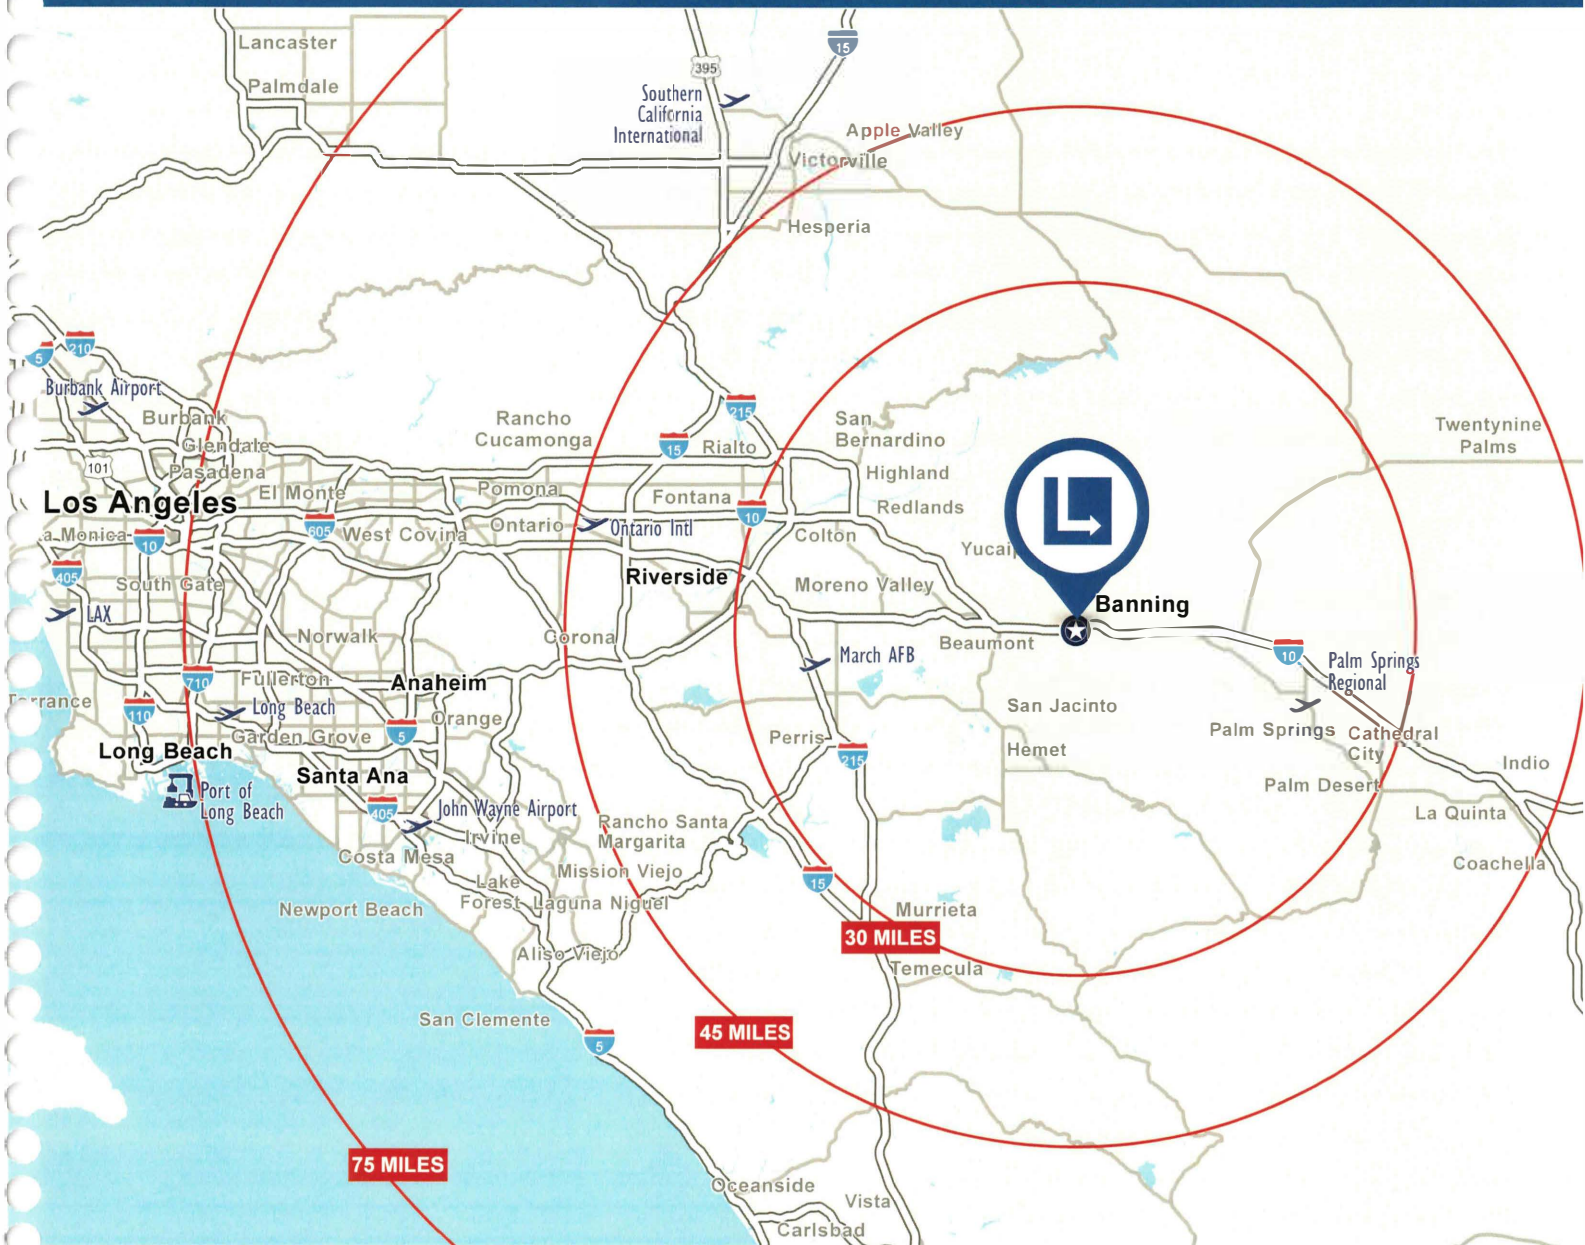 Lancaster
Palmdale
395
15
Southern
California
International
Apple Valley
Victorville
Hesperia
5
210
Burbank Airport
Burbank
Glendale
101
Pasadena
Los Angeles
El Monte
Rancho
Cucamonga
215
15
Rialto
San
Bernardino
Highland
Redlands
Twentynine
Palms
Pomona
Fontana
10
Ontario
Ontario Intl
Colton
Yucaip
a Monica
10
605
West Covina
405
South Gate
LAX
Riverside
Moreno Valley
Banning
Norwalk
Corona
Beaumont
March AFB
10
Palm Springs
Regional
710
Fullerton
Anaheim
Torrance
110
Long Beach
Orange
San Jacinto
Palm Springs
Cathedral
City
Garden Grove
5
Long Beach
Perris
215
Hemet
Indio
Santa Ana
Palm Desert
Port of
Long Beach
405
John Wayne Airport
Irvine
Rancho Santa
Margarita
La Quinta
Costa Mesa
Mission Viejo
15
Coachella
Lake
Forest
Laguna Niguel
Newport Beach
Murrieta
30 MILES
Aliso Viejo
Temecula
San Clemente
5
45 MILES
75 MILES
Oceanside
Vista
Carlsbad